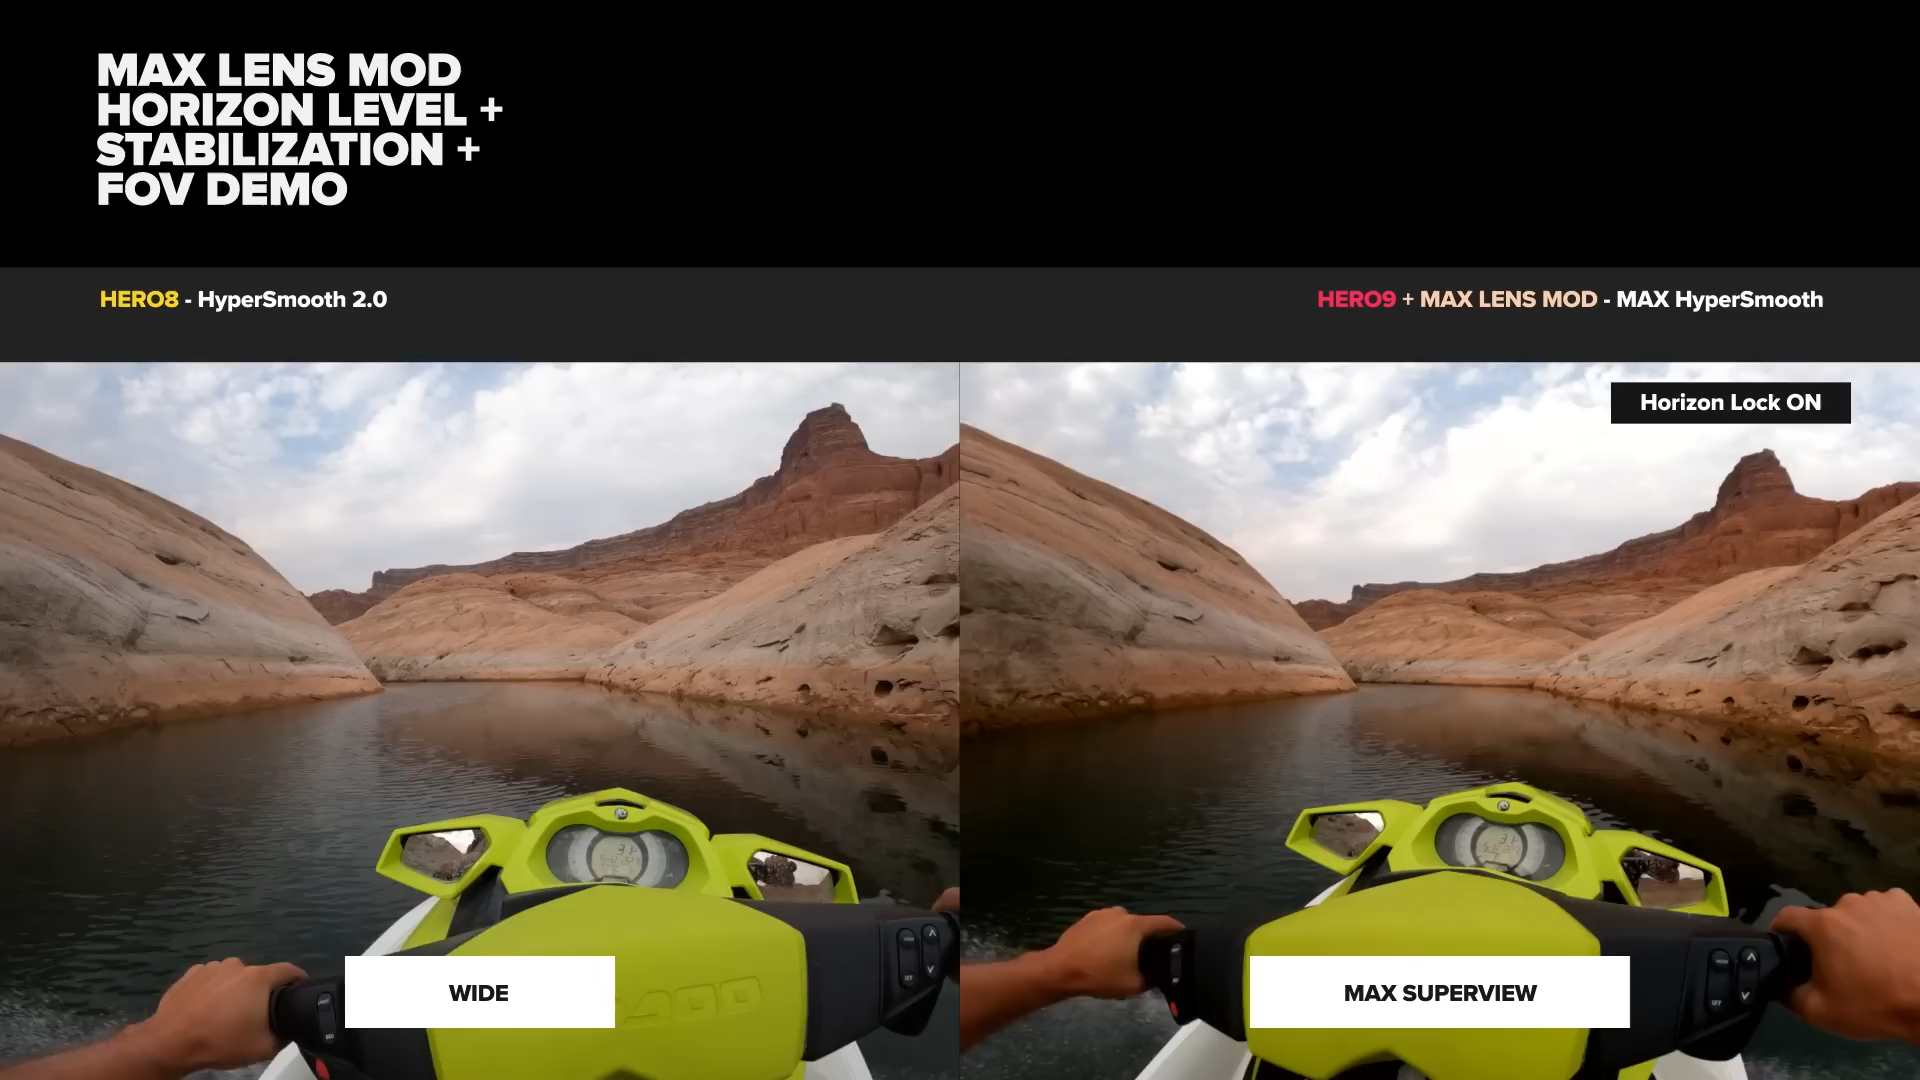 MAX LENS MOD
HORIZON LEVEL +
STABILIZATION +
FOV DEMO
HERO8 - HyperSmooth 2.0
HERO9 + MAX LENS MOD - MAX HyperSmooth
Horizon Lock ON
WIDE
MAX SUPERVIEW